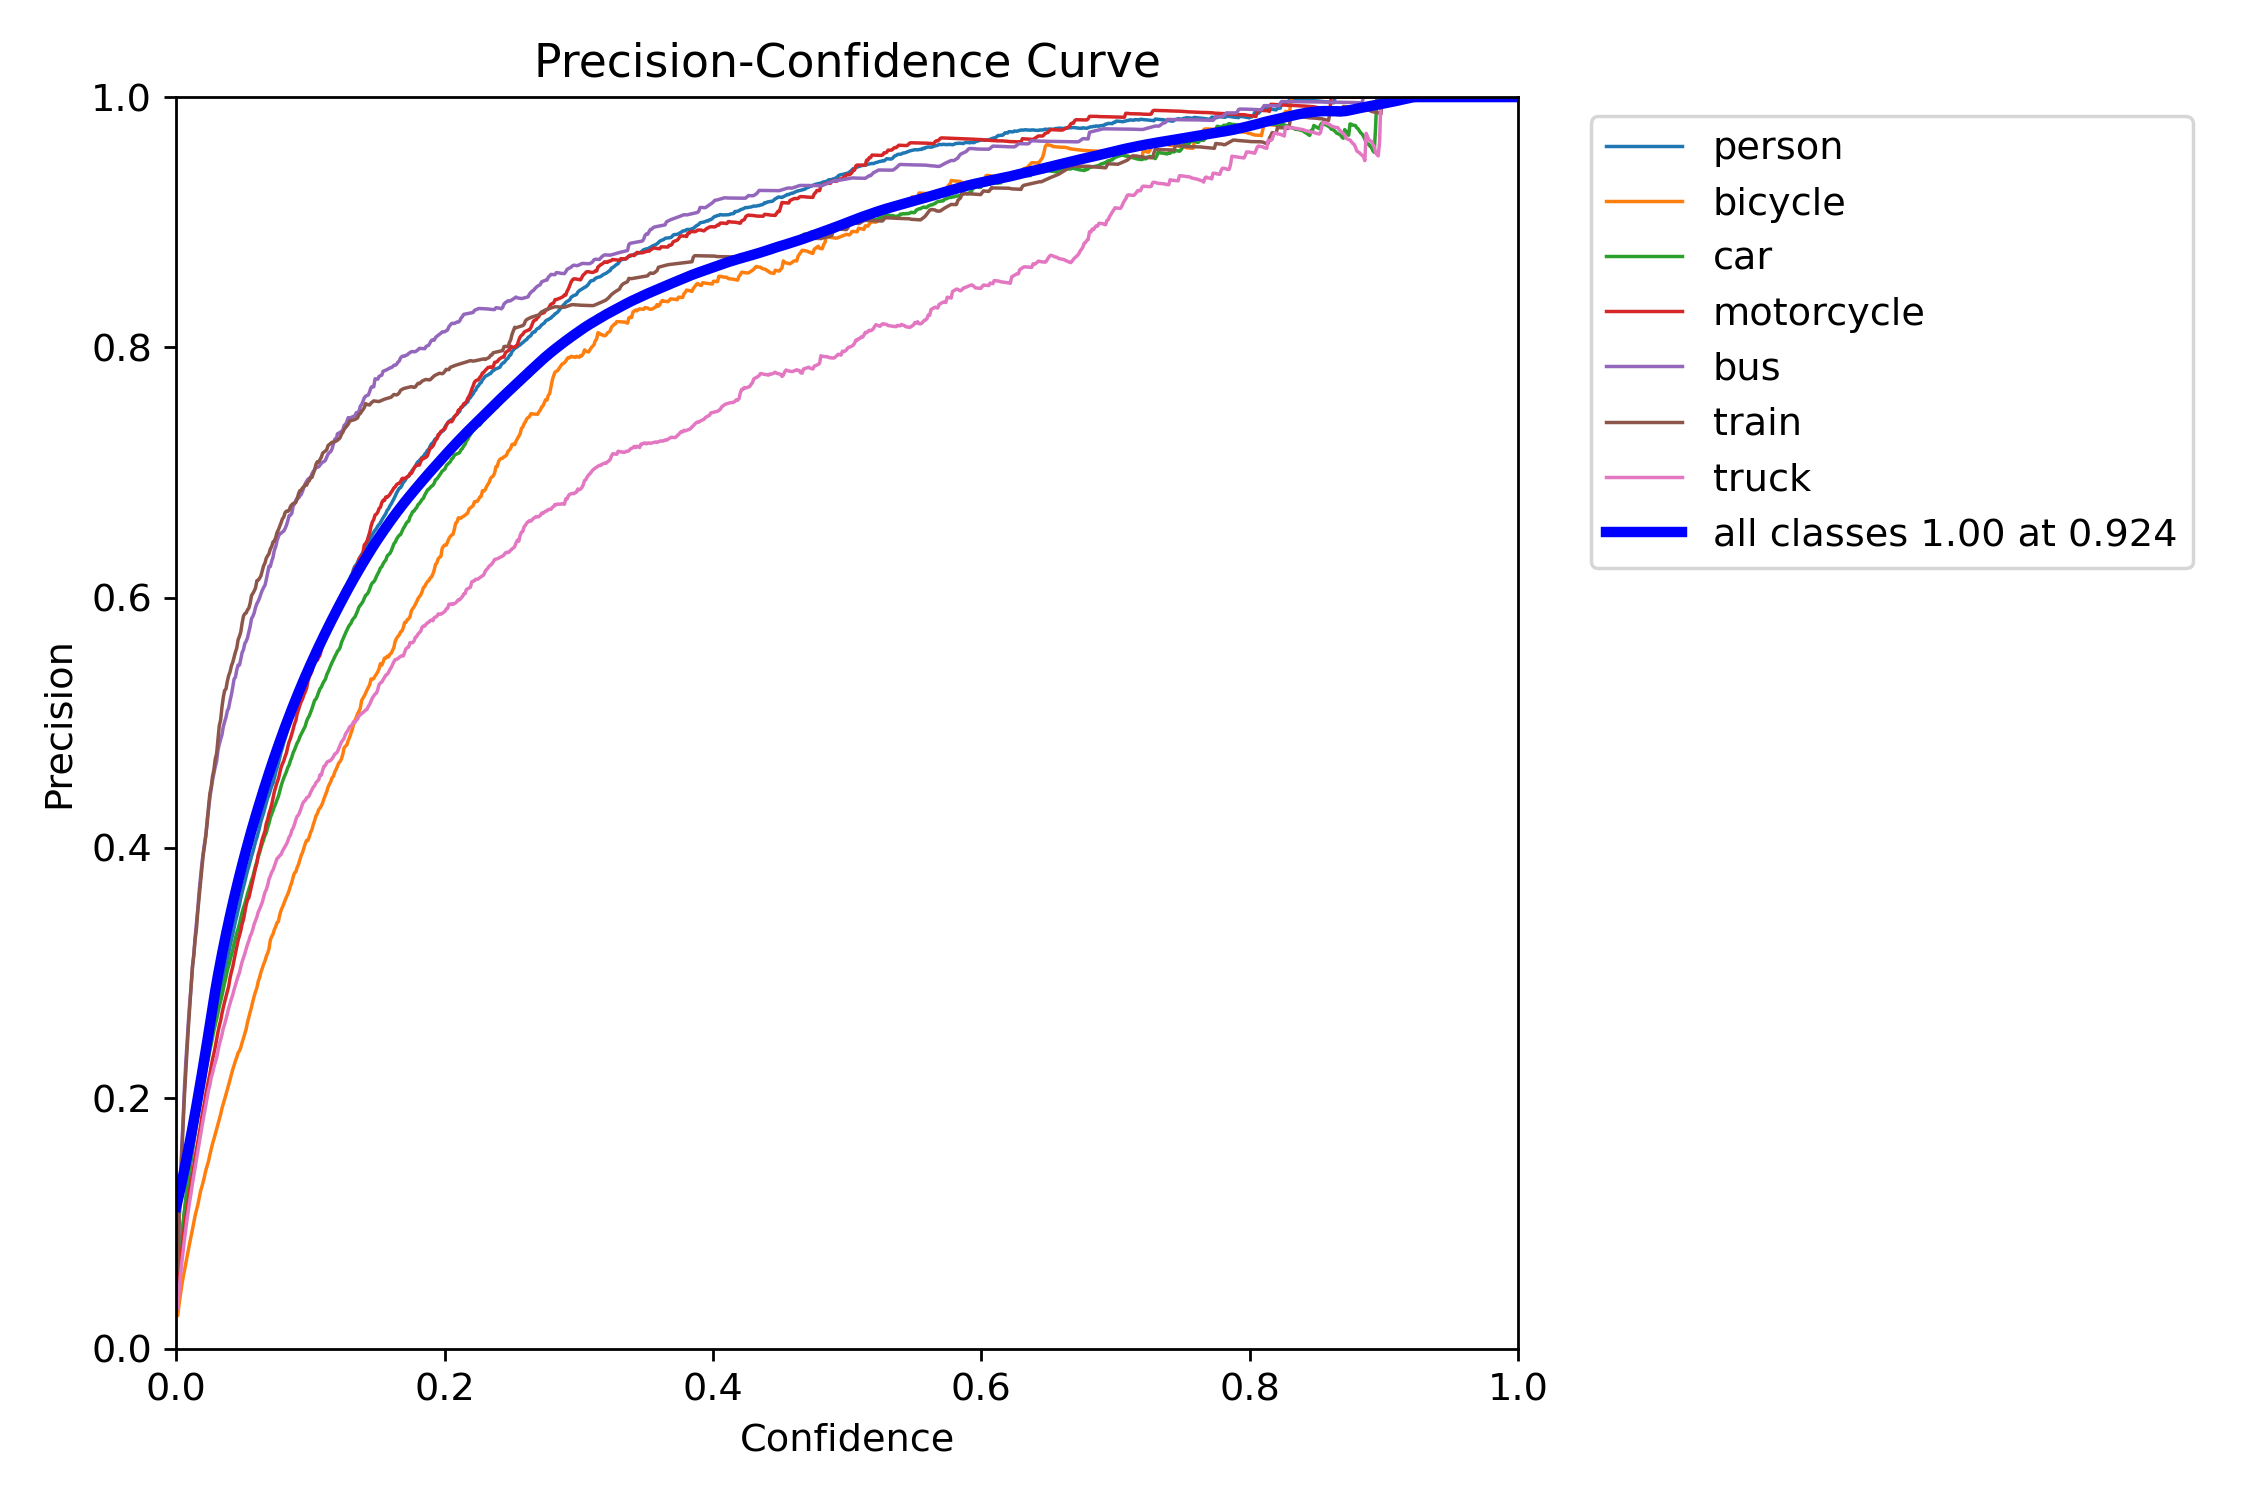 Precision-Confidence Curve
1.0
0.8
0.6
0.4
0.2
0.0
Precision
0.0 0.2 0.4 0.6 0.8 1.0
Confidence
person
bicycle
car
motorcycle
bus
train
truck
all classes 1.00 at 0.924